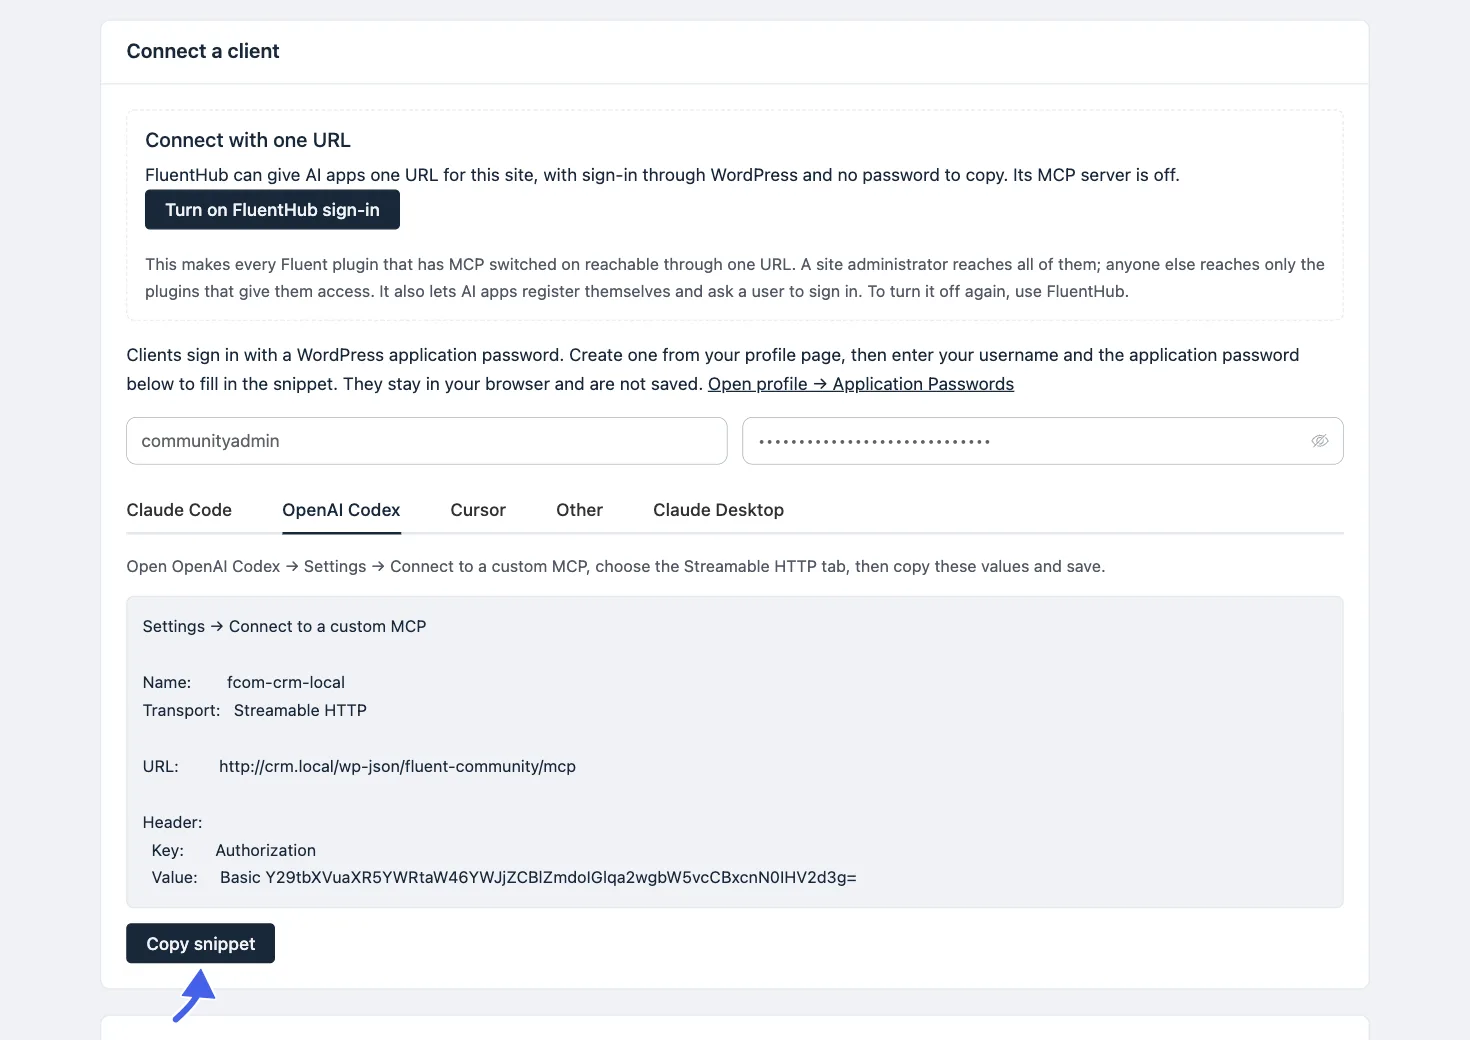 Connect a client
Connect with one URL
FluentHub can give AI apps one URL for this site, with sign-in through WordPress and no password to copy. Its MCP server is off.
Turn on FluentHub sign-in
This makes every Fluent plugin that has MCP switched on reachable through one URL. A site administrator reaches all of them; anyone else reaches only the
plugins that give them access. It also lets AI apps register themselves and ask a user to sign in. To turn it off again, use FluentHub.
Clients sign in with a WordPress application password. Create one from your profile page, then enter your username and the application password
below to fill in the snippet. They stay in your browser and are not saved. Open profile → Application Passwords
communityadmin
••••••••••••••••••••••••••••••
Claude Code OpenAI Codex Cursor Other Claude Desktop
Open OpenAI Codex → Settings → Connect to a custom MCP, choose the Streamable HTTP tab, then copy these values and save.
Settings → Connect to a custom MCP
Name: fcom-crm-local
Transport: Streamable HTTP
URL: http://crm.local/wp-json/fluent-community/mcp
Header:
Key: Authorization
Value: Basic Y29tbXVuaXR5YWRtaW46YWJjZCBlZmdoIGlqa2wgbW5vcCBxcnN0IHV2d3g=
Copy snippet